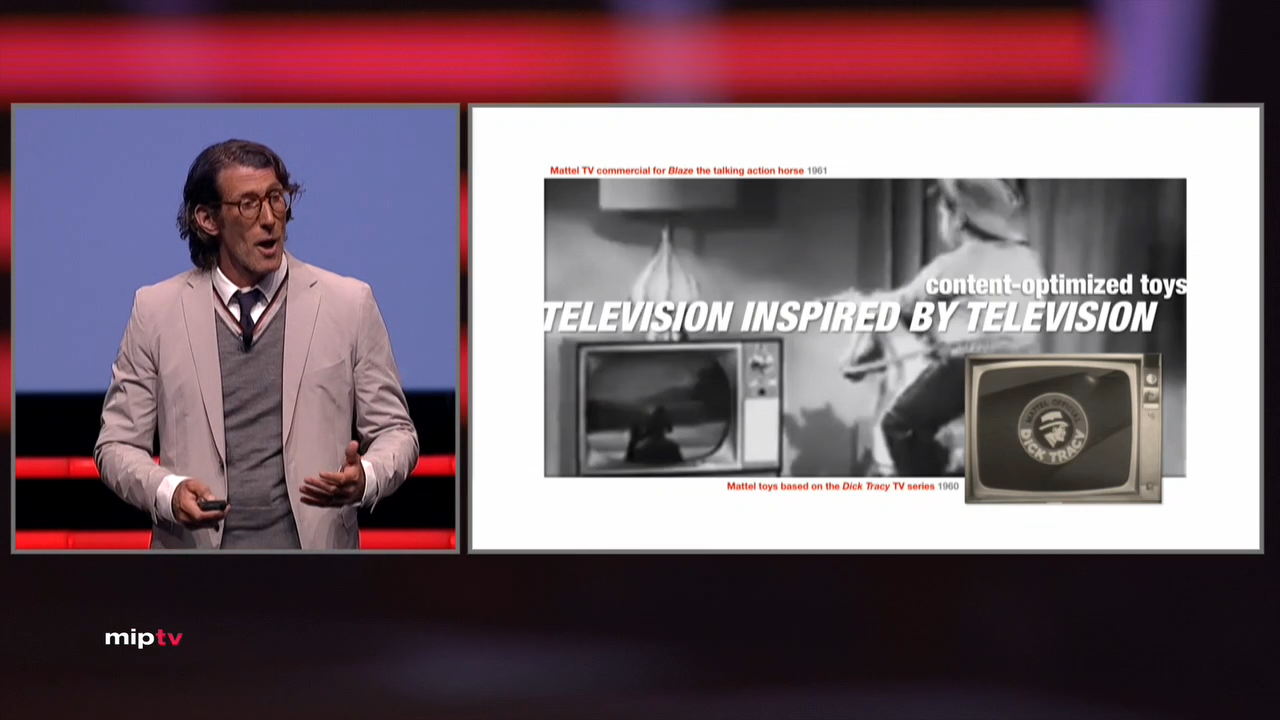 Mattel TV commercial for Blaze the talking action horse 1961
content-optimized toys
TELEVISION INSPIRED BY TELEVISION
MATTEL OFFICIAL
DICK TRACY
Mattel toys based on the Dick Tracy TV series 1960
miptv